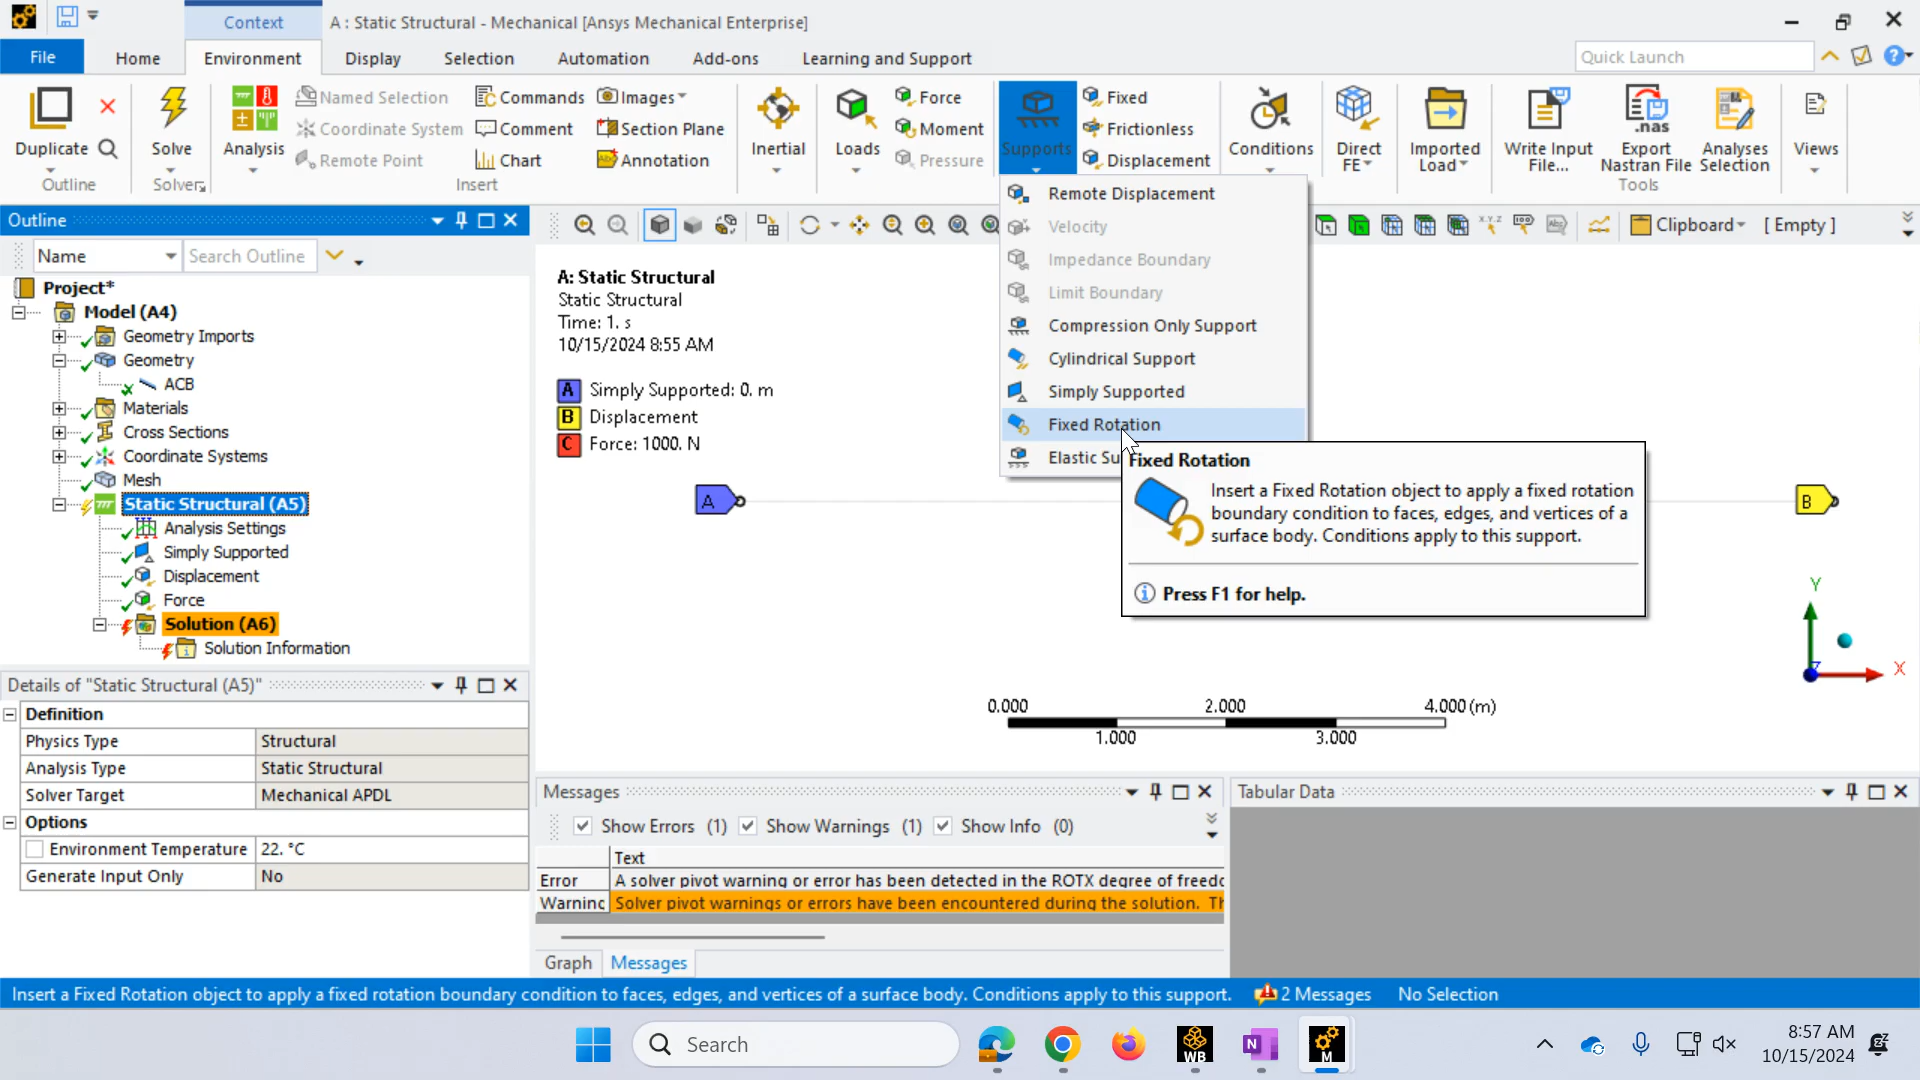 Context
A : Static Structural - Mechanical [Ansys Mechanical Enterprise]
File
Home
Environment
Display
Selection
Automation
Add-ons
Learning and Support
Quick Launch
Duplicate
Outline
Solve
Solver
Analysis
Named Selection
Coordinate System
Remote Point
Commands
Comment
Chart
Images
Section Plane
Annotation
Insert
Inertial
Loads
Force
Moment
Pressure
Supports
Fixed
Frictionless
Displacement
Conditions
Direct
FE
Imported
Load
Write Input
File...
.nas
Export
Nastran File
Analyses
Selection
Tools
Views
Outline
Name
Search Outline
Project*
Model (A4)
Geometry Imports
Geometry
ACB
Materials
Cross Sections
Coordinate Systems
Mesh
Static Structural (A5)
Analysis Settings
Simply Supported
Displacement
Force
Solution (A6)
Solution Information
Clipboard
[ Empty ]
A: Static Structural
Static Structural
Time: 1. s
10/15/2024 8:55 AM
A Simply Supported: 0. m
B Displacement
C Force: 1000. N
A
B
Remote Displacement
Velocity
Impedance Boundary
Limit Boundary
Compression Only Support
Cylindrical Support
Simply Supported
Fixed Rotation
Elastic Su
Fixed Rotation
Insert a Fixed Rotation object to apply a fixed rotation
boundary condition to faces, edges, and vertices of a
surface body. Conditions apply to this support.
Press F1 for help.
Y
X
Z
0.000
2.000
4.000 (m)
1.000
3.000
Details of "Static Structural (A5)"
Definition
Physics Type Structural
Analysis Type Static Structural
Solver Target Mechanical APDL
Options
Environment Temperature 22. °C
Generate Input Only No
Messages
Show Errors (1) Show Warnings (1) Show Info (0)
Text
Error A solver pivot warning or error has been detected in the ROTX degree of freedo
Warning Solver pivot warnings or errors have been encountered during the solution. Th
Graph
Messages
Tabular Data
Insert a Fixed Rotation object to apply a fixed rotation boundary condition to faces, edges, and vertices of a surface body. Conditions apply to this support.
2 Messages
No Selection
Search
WB
N
M
8:57 AM
10/15/2024